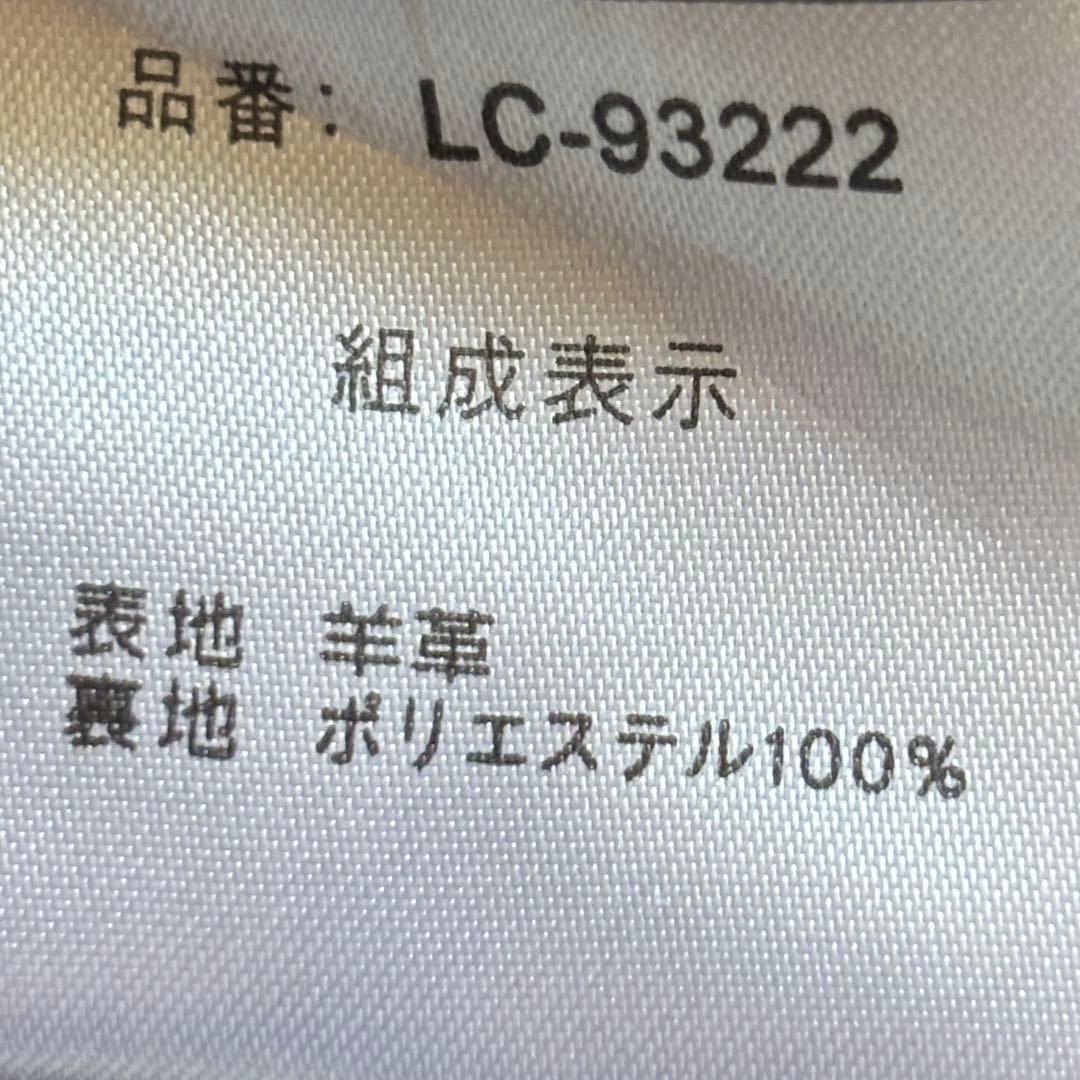 品番: LC-93222
組成表示
表地 羊革
裏地 ポリエステル100%